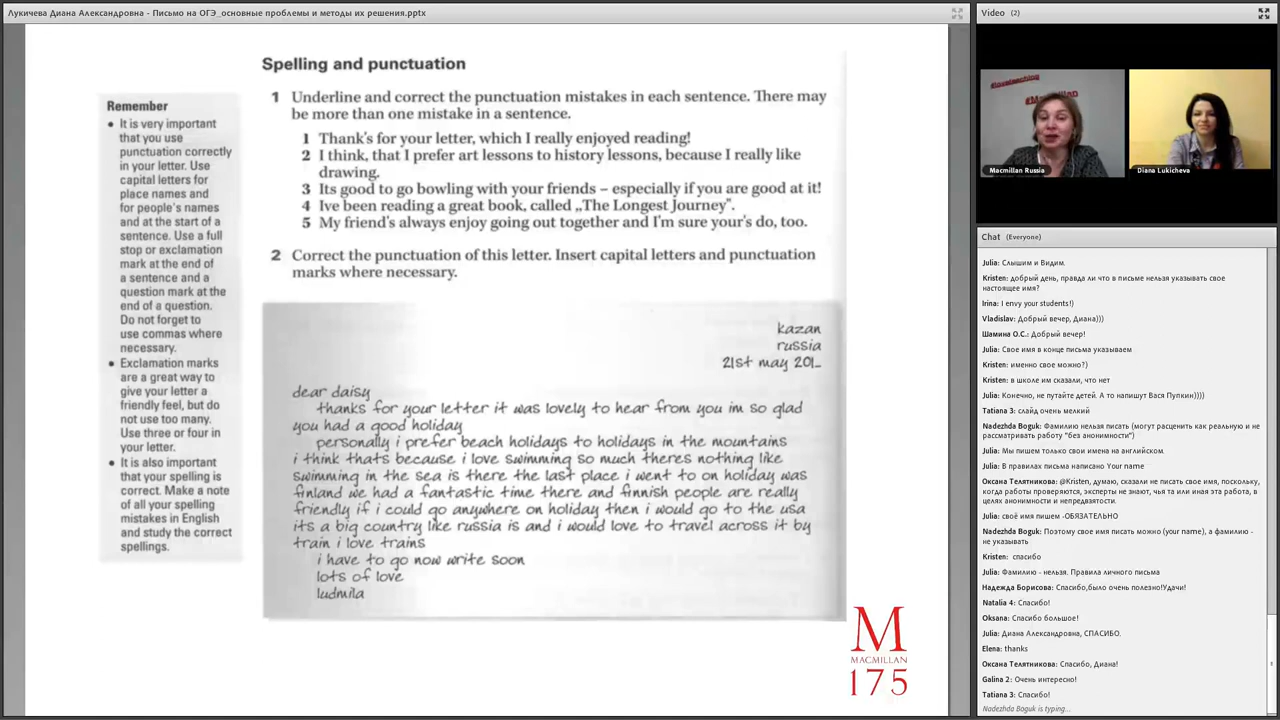 Лукичева Диана Александровна - Письмо на ОГЭ_основные проблемы и методы их решения.pptx
Spelling and punctuation
Remember
• It is very important
that you use
punctuation correctly
in your letter. Use
capital letters for
place names and
for people's names
and at the start of a
sentence. Use a full
stop or exclamation
mark at the end of
a sentence and a
question mark at the
end of a question.
Do not forget to
use commas where
necessary.
• Exclamation marks
are a great way to
give your letter a
friendly feel, but do
not use too many.
Use three or four in
your letter.
• It is also important
that your spelling is
correct. Make a note
of all your spelling
mistakes in English
and study the correct
spellings.
1 Underline and correct the punctuation mistakes in each sentence. There may
be more than one mistake in a sentence.
1 Thank's for your letter, which I really enjoyed reading!
2 I think, that I prefer art lessons to history lessons, because I really like
drawing.
3 Its good to go bowling with your friends – especially if you are good at it!
4 Ive been reading a great book, called „The Longest Journey".
5 My friend's always enjoy going out together and I'm sure your's do, too.
2 Correct the punctuation of this letter. Insert capital letters and punctuation
marks where necessary.
kazan
russia
21st may 201_
dear daisy
thanks for your letter it was lovely to hear from you im so glad
you had a good holiday
personally i prefer beach holidays to holidays in the mountains
i think thats because i love swimming so much theres nothing like
swimming in the sea is there the last place i went to on holiday was
finland we had a fantastic time there and finnish people are really
friendly if i could go anywhere on holiday then i would go to the usa
its a big country like russia is and i would love to travel across it by
train i love trains
i have to go now write soon
lots of love
ludmila
M
MACMILLAN
175
Video (2)
#loveteaching
#Macmillan
Macmillan Russia
Diana Lukicheva
Chat (Everyone)
Julia: Слышим и Видим.
Kristen: добрый день, правда ли что в письме нельзя указывать свое
настоящее имя?
Irina: I envy your students!)
Vladislav: Добрый вечер, Диана)))
Шамина О.С.: Добрый вечер!
Julia: Свое имя в конце письма указываем
Kristen: именно свое можно?)
Kristen: в школе им сказали, что нет
Julia: Конечно, не путайте детей. А то напишут Вася Пупкин))))
Tatiana 3: слайд очень мелкий
Nadezhda Boguk: Фамилию нельзя писать (могут расценить как реальную и не
рассматривать работу "без анонимности")
Julia: Мы пишем только свои имена на английском.
Julia: В правилах письма написано Your name
Оксана Телятникова: @Kristen, думаю, сказали не писать свое имя, поскольку,
когда работы проверяются, эксперты не знают, чья та или иная эта работа, в
целях анонимности и непредвзятости.
Julia: своё имя пишем -ОБЯЗАТЕЛЬНО
Nadezhda Boguk: Поэтому свое имя писать можно (your name), а фамилию -
не указывать
Kristen: спасибо
Julia: Фамилию - нельзя. Правила личного письма
Надежда Борисова: Спасибо,было очень полезно!Удачи!
Natalia 4: Спасибо!
Oksana: Спасибо большое!
Julia: Диана Александровна, СПАСИБО.
Elena: thanks
Оксана Телятникова: Спасибо, Диана!
Galina 2: Очень интересно!
Tatiana 3: Спасибо!
Nadezhda Boguk is typing...